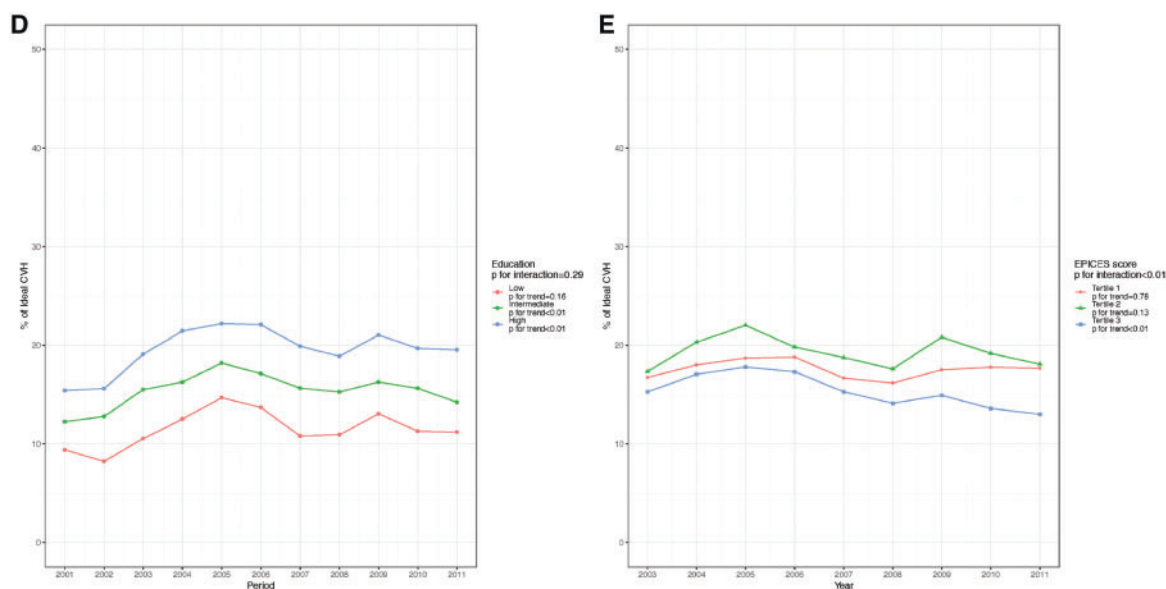 D
% of Ideal CVH
50
40
30
20
10
0
2001 2002 2003 2004 2005 2006 2007 2008 2009 2010 2011
Period
Education
p for interaction=0.29
Low
p for trend=0.16
Intermediate
p for trend<0.01
High
p for trend<0.01
E
% of Ideal CVH
50
40
30
20
10
0
2003 2004 2005 2006 2007 2008 2009 2010 2011
Year
EPICES score
p for interaction<0.01
Tertile 1
p for trend=0.78
Tertile 2
p for trend=0.13
Tertile 3
p for trend<0.01